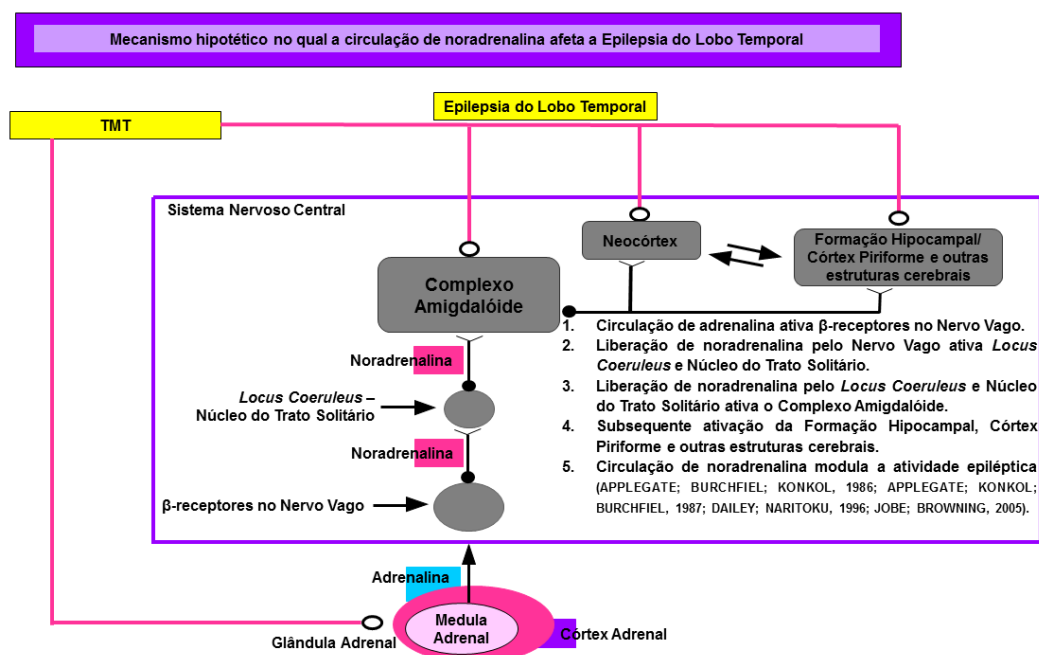 Mecanismo hipotético no qual a circulação de noradrenalina afeta a Epilepsia do Lobo Temporal
Epilepsia do Lobo Temporal
TMT
Sistema Nervoso Central
Neocórtex
Formação Hipocampal/
Córtex Piriforme e outras
estruturas cerebrais
Complexo
Amigdalóide
1. Circulação de adrenalina ativa β-receptores no Nervo Vago.
2. Liberação de noradrenalina pelo Nervo Vago ativa Locus
Coeruleus e Núcleo do Trato Solitário.
3. Liberação de noradrenalina pelo Locus Coeruleus e Núcleo
do Trato Solitário ativa o Complexo Amigdalóide.
4. Subsequente ativação da Formação Hipocampal, Córtex
Piriforme e outras estruturas cerebrais.
5. Circulação de noradrenalina modula a atividade epiléptica
(APPLEGATE; BURCHFIEL; KONKOL, 1986; APPLEGATE; KONKOL;
BURCHFIEL, 1987; DAILEY; NARITOKU, 1996; JOBE; BROWNING, 2005).
Noradrenalina
Locus Coeruleus –
Núcleo do Trato Solitário
Noradrenalina
β-receptores no Nervo Vago
Adrenalina
Medula
Adrenal
Glândula Adrenal
Córtex Adrenal